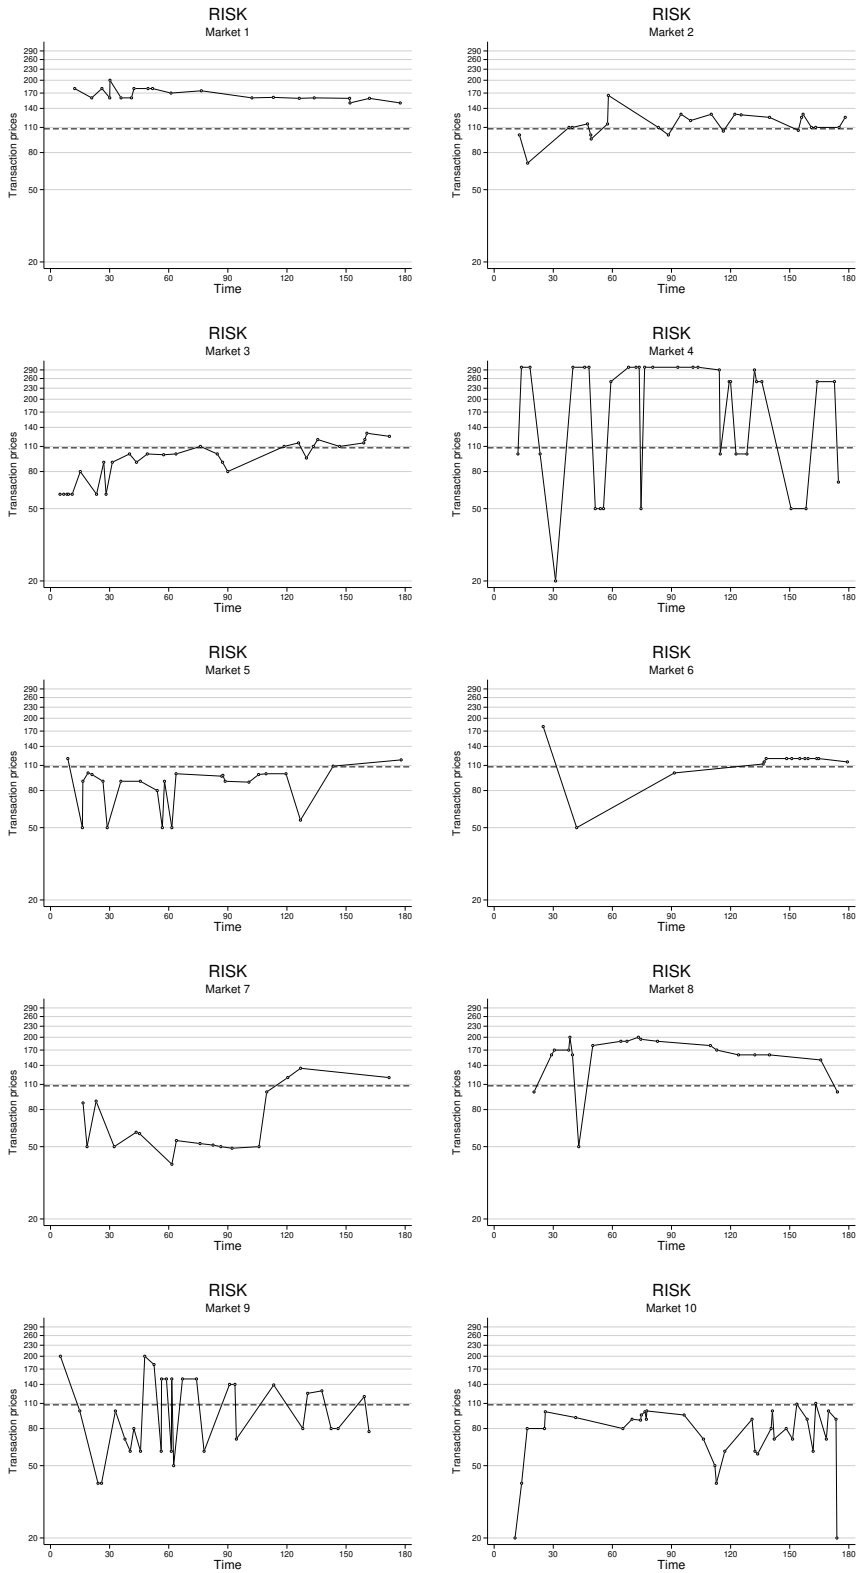 RISK
Market 1
Transaction prices
290
260
230
200
170
140
110
80
50
20
0 30 60 90 120 150 180
Time
RISK
Market 2
Transaction prices
290
260
230
200
170
140
110
80
50
20
0 30 60 90 120 150 180
Time
RISK
Market 3
Transaction prices
290
260
230
200
170
140
110
80
50
20
0 30 60 90 120 150 180
Time
RISK
Market 4
Transaction prices
290
260
230
200
170
140
110
80
50
20
0 30 60 90 120 150 180
Time
RISK
Market 5
Transaction prices
290
260
230
200
170
140
110
80
50
20
0 30 60 90 120 150 180
Time
RISK
Market 6
Transaction prices
290
260
230
200
170
140
110
80
50
20
0 30 60 90 120 150 180
Time
RISK
Market 7
Transaction prices
290
260
230
200
170
140
110
80
50
20
0 30 60 90 120 150 180
Time
RISK
Market 8
Transaction prices
290
260
230
200
170
140
110
80
50
20
0 30 60 90 120 150 180
Time
RISK
Market 9
Transaction prices
290
260
230
200
170
140
110
80
50
20
0 30 60 90 120 150 180
Time
RISK
Market 10
Transaction prices
290
260
230
200
170
140
110
80
50
20
0 30 60 90 120 150 180
Time